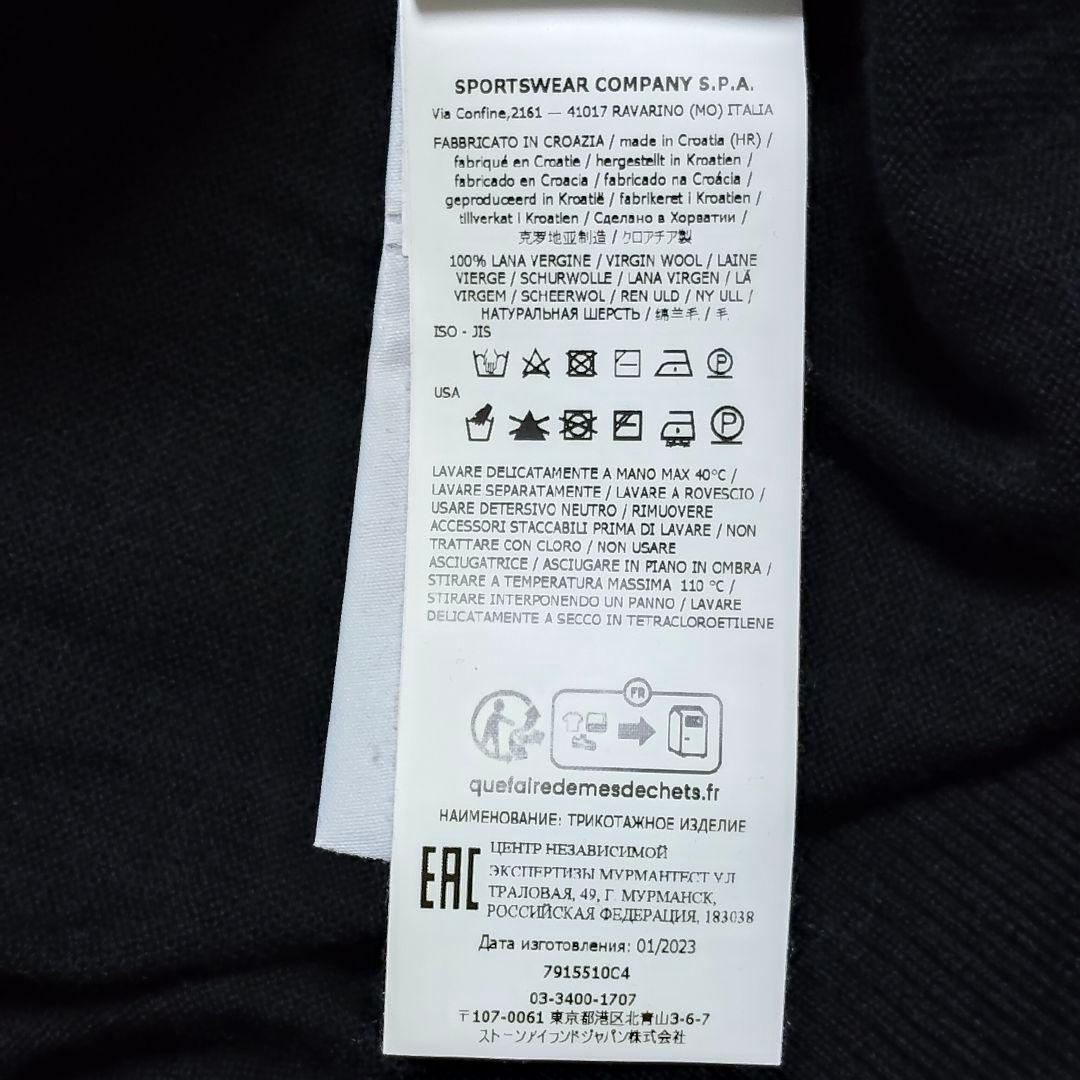 SPORTSWEAR COMPANY S.P.A.
Via Confine,2161 — 41017 RAVARINO (MO) ITALIA
FABBRICATO IN CROAZIA / made in Croatia (HR) /
fabriqué en Croatie / hergestellt in Kroatien /
fabricado en Croacia / fabricado na Croácia /
geproduceerd in Kroatië / fabrikeret i Kroatien /
tillverkat i Kroatien / Сделано в Хорватии /
克罗地亚制造 / クロアチア製
100% LANA VERGINE / VIRGIN WOOL / LAINE
VIERGE / SCHURWOLLE / LANA VIRGEN / LÁ
VIRGEM / SCHEERWOL / REN ULD / NY ULL /
НАТУРАЛЬНАЯ ШЕРСТЬ / 绵兰毛 / 毛
ISO - JIS
P
USA
P
LAVARE DELICATAMENTE A MANO MAX 40°C /
LAVARE SEPARATAMENTE / LAVARE A ROVESCIO /
USARE DETERSIVO NEUTRO / RIMUOVERE
ACCESSORI STACCABILI PRIMA DI LAVARE / NON
TRATTARE CON CLORO / NON USARE
ASCIUGATRICE / ASCIUGARE IN PIANO IN OMBRA /
STIRARE A TEMPERATURA MASSIMA 110 °C /
STIRARE INTERPONENDO UN PANNO / LAVARE
DELICATAMENTE A SECCO IN TETRACLOROETILENE
FR
quefairedemesdechets.fr
НАИМЕНОВАНИЕ: ТРИКОТАЖНОЕ ИЗДЕЛИЕ
EAC
ЦЕНТР НЕЗАВИСИМОЙ
ЭКСПЕРТИЗЫ МУРМАНТЕСТ УЛ
ТРАЛОВАЯ, 49, Г. МУРМАНСК,
РОССИЙСКАЯ ФЕДЕРАЦИЯ, 183038
Дата изготовления: 01/2023
7915510C4
03-3400-1707
〒107-0061 東京都港区北青山3-6-7
ストーンアイランドジャパン株式会社